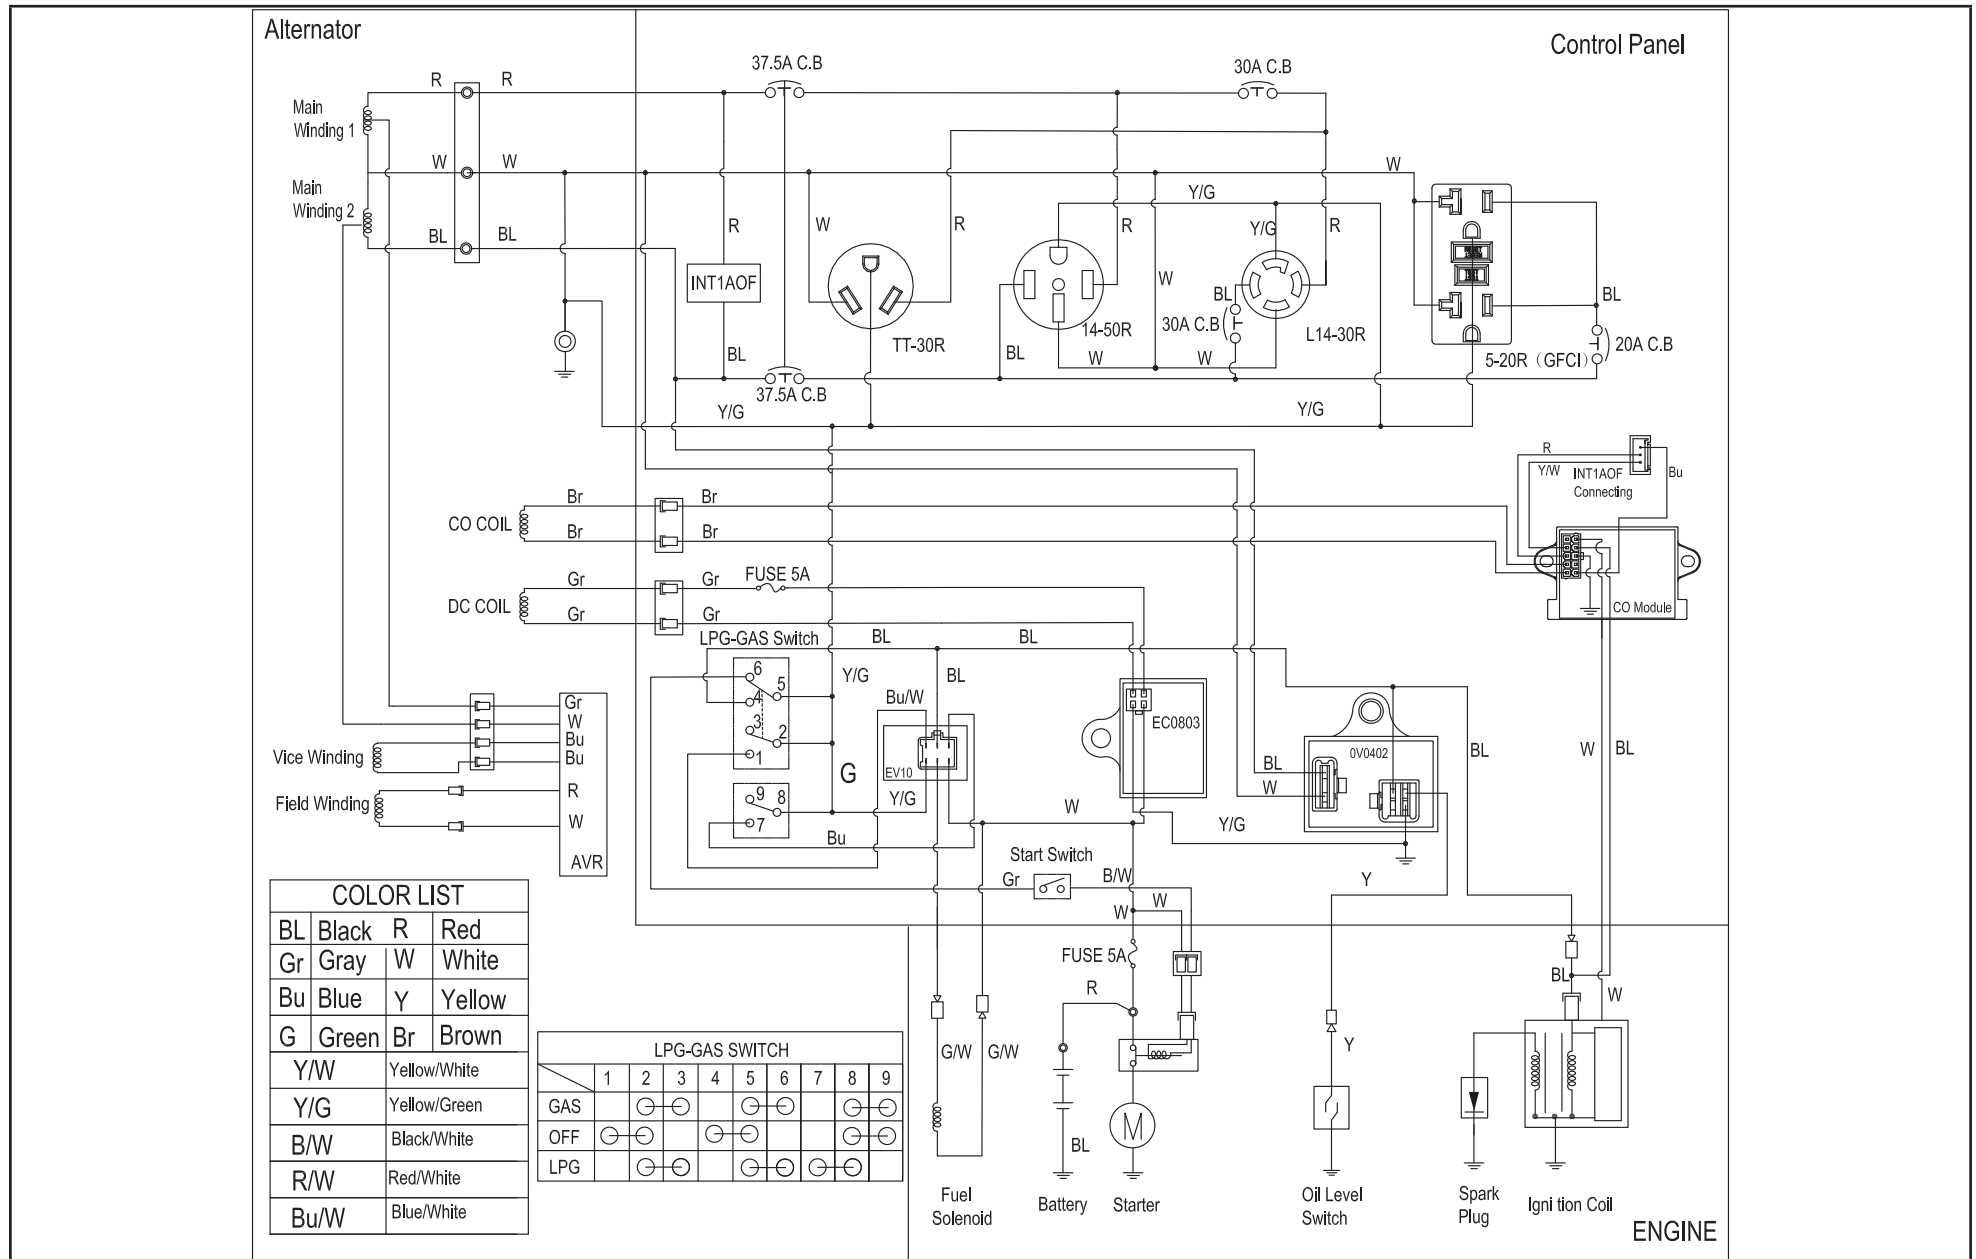 Alternator
Control Panel
37.5A C.B
30A C.B
R
R
Main
Winding 1
W
W
W
Main
Winding 2
Y/G
BL
BL
R
W
R
R
Y/G
R
INT1AOF
W
BL
BL
30A C.B
TT-30R
14-50R
L14-30R
BL
BL
W
W
5-20R (GFCI)
20A C.B
37.5A C.B
Y/G
Y/G
R
Y/W
INT1AOF
Connecting
Bu
CO COIL
Br
Br
Br
Br
DC COIL
Gr
Gr
FUSE 5A
Gr
Gr
CO Module
LPG-GAS Switch
BL
BL
6
5
4
3
2
1
Y/G
Bu/W
BL
EC0803
0V0402
EV10
Y/G
G
9
8
7
Bu
W
Y/G
BL
W
BL
W
BL
Gr
W
Bu
Bu
R
W
AVR
Vice Winding
Field Winding
Start Switch
Gr
B/W
W
W
Y
FUSE 5A
R
BL
W
G/W
G/W
Y
BL
COLOR LIST
BL Black R Red
Gr Gray W White
Bu Blue Y Yellow
G Green Br Brown
Y/W Yellow/White
Y/G Yellow/Green
B/W Black/White
R/W Red/White
Bu/W Blue/White
LPG-GAS SWITCH
1 2 3 4 5 6 7 8 9
GAS
OFF
LPG
M
Fuel
Solenoid
Battery
Starter
Oil Level
Switch
Spark
Plug
Igni tion Coil
ENGINE